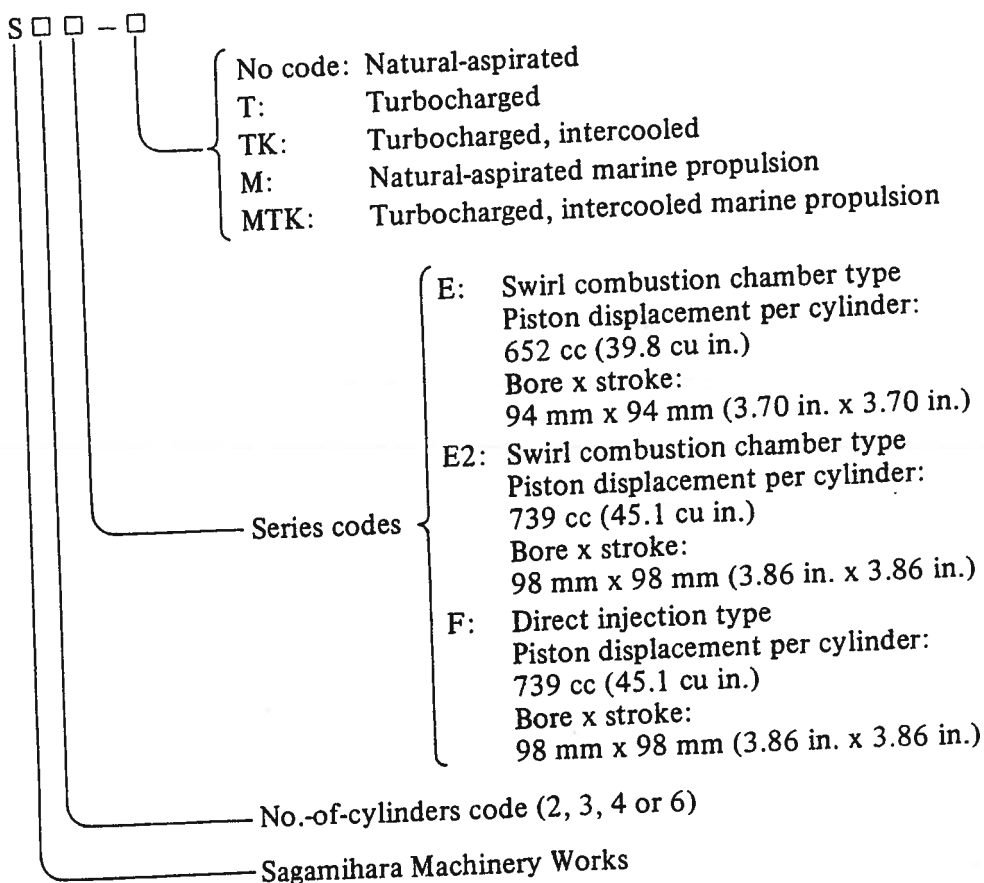 S□□-□
No code: Natural-aspirated
T: Turbocharged
TK: Turbocharged, intercooled
M: Natural-aspirated marine propulsion
MTK: Turbocharged, intercooled marine propulsion
E: Swirl combustion chamber type
Piston displacement per cylinder:
652 cc (39.8 cu in.)
Bore x stroke:
94 mm x 94 mm (3.70 in. x 3.70 in.)
E2: Swirl combustion chamber type
Piston displacement per cylinder:
739 cc (45.1 cu in.)
Bore x stroke:
98 mm x 98 mm (3.86 in. x 3.86 in.)
Series codes
F: Direct injection type
Piston displacement per cylinder:
739 cc (45.1 cu in.)
Bore x stroke:
98 mm x 98 mm (3.86 in. x 3.86 in.)
No.-of-cylinders code (2, 3, 4 or 6)
Sagamihara Machinery Works